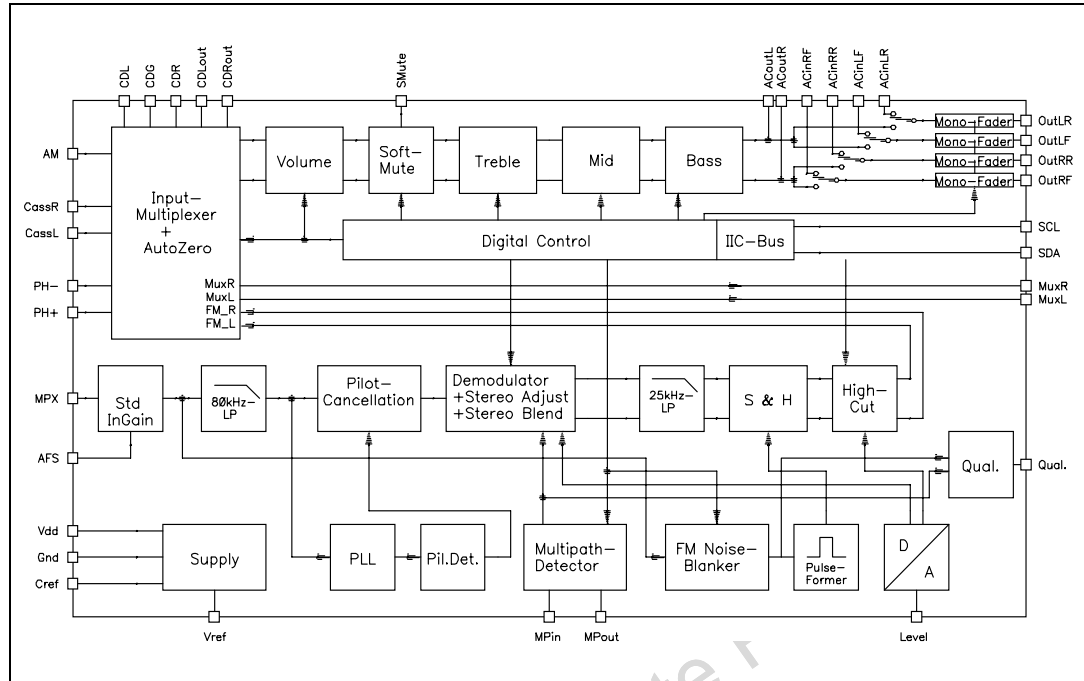 CDL
CDG
CDR
CDLout
CDRout
SMute
ACoutL
ACoutR
ACinRF
ACinRR
ACinLF
ACinLR
AM
CassR
CassL
PH-
PH+
Input-
Multiplexer
+
AutoZero
MuxR
MuxL
FM_R
FM_L
Volume
Soft-
Mute
Treble
Mid
Bass
Mono-Fader
Mono-Fader
Mono-Fader
Mono-Fader
OutLR
OutLF
OutRR
OutRF
Digital Control
IIC-Bus
SCL
SDA
MuxR
MuxL
MPX
AFS
Std
InGain
80kHz-
LP
Pilot-
Cancellation
Demodulator
+Stereo Adjust
+Stereo Blend
25kHz-
LP
S & H
High-
Cut
Qual.
Qual.
Vdd
Gnd
Cref
Supply
PLL
Pil.Det.
Multipath-
Detector
FM Noise-
Blanker
Pulse-
Former
D
A
Vref
MPin
MPout
Level